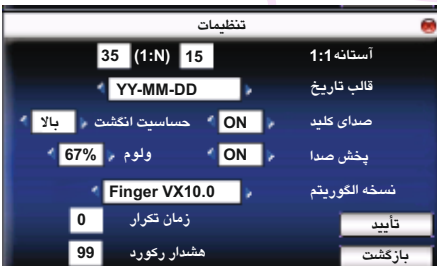 تنظیمات
آستانه 1:1 15 (1:N) 35
قالب تاریخ YY-MM-DD
صدای کلید ON حساسیت انگشت بالا
پخش صدا ON ولوم 67%
نسخه الگوریتم Finger VX10.0
زمان تکرار 0
تأیید
هشدار رکورد 99
بازگشت